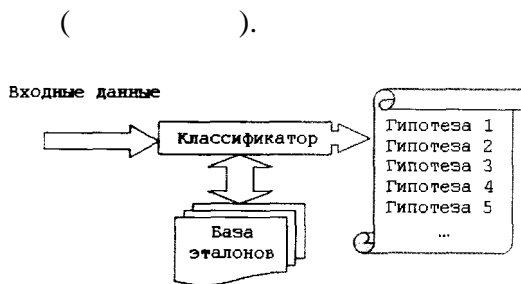 ( ).
Входные данные
Классификатор
Гипотеза 1
Гипотеза 2
Гипотеза 3
Гипотеза 4
Гипотеза 5
...
База
эталонов